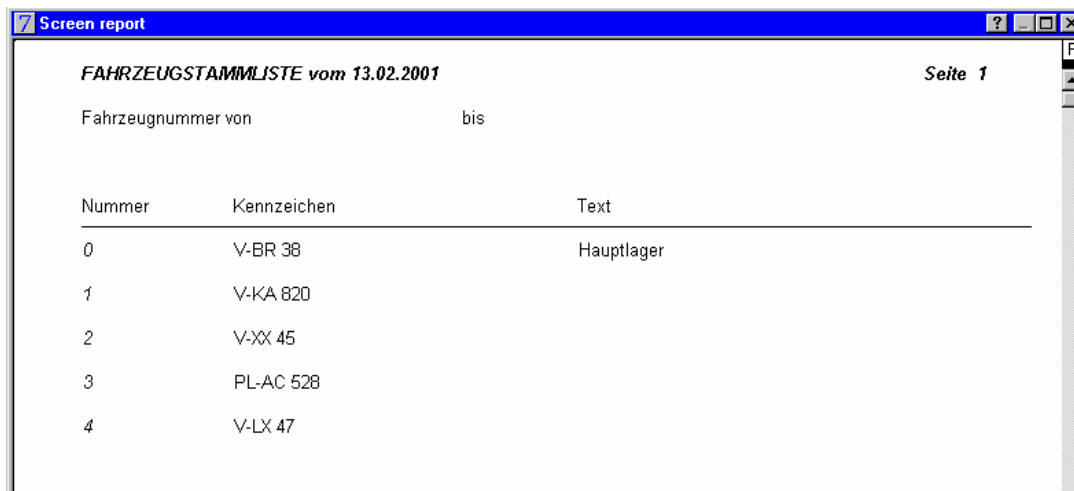 7 Screen report ?
FAHRZEUGSTAMMLISTE vom 13.02.2001 Seite 1
Fahrzeugnummer von bis
Nummer Kennzeichen Text
0 V-BR 38 Hauptlager
1 V-KA 820
2 V-XX 45
3 PL-AC 528
4 V-LX 47